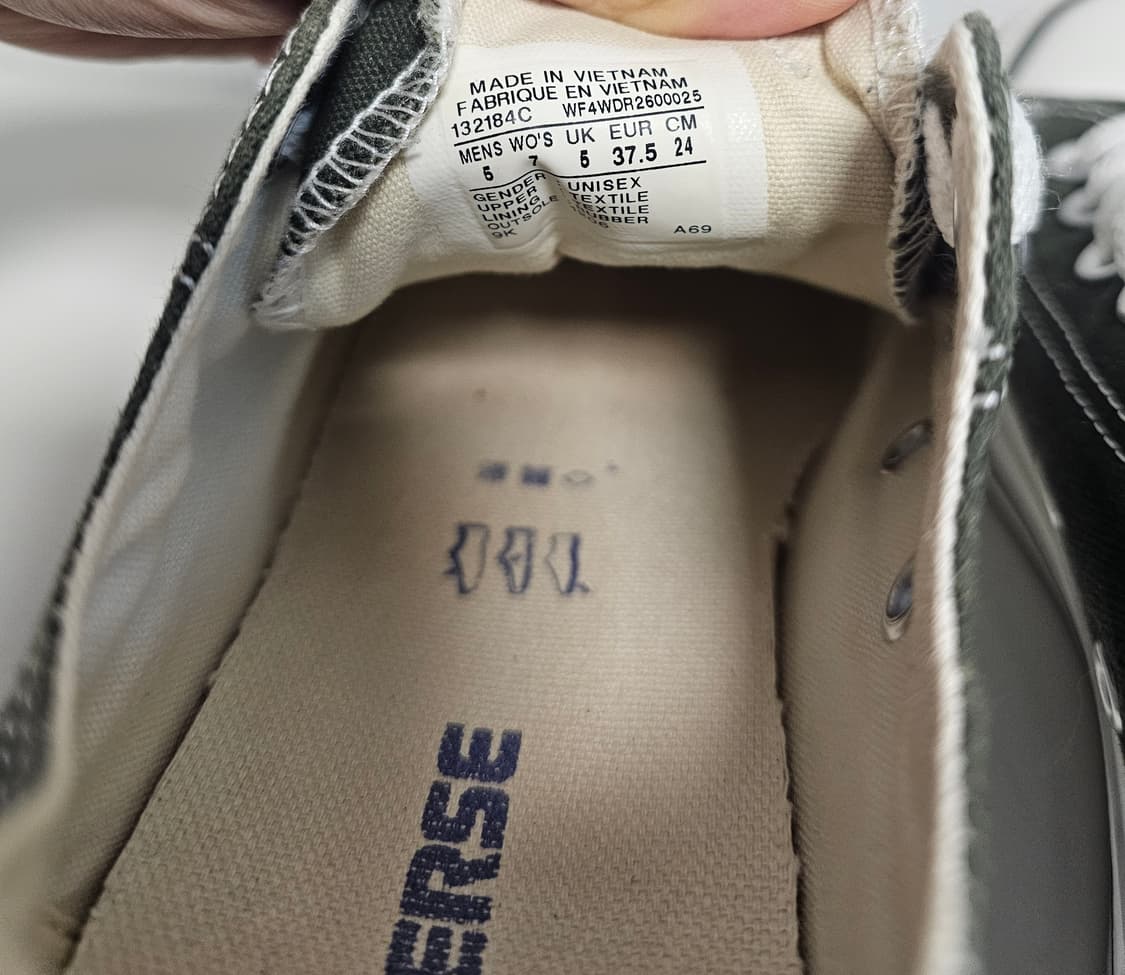 MADE IN VIETNAM
FABRIQUE EN VIETNAM
132184C WF4WDR2600025
MENS WO'S UK EUR CM
5 7 5 37.5 24
GENDER UNISEX
UPPER TEXTILE
LINING TEXTILE
OUTSOLE RUBBER
9K
A69
ERSE